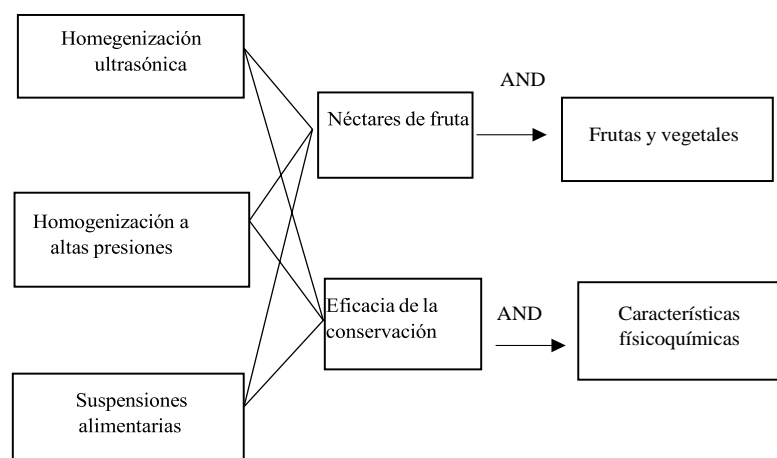 Homegenización
ultrasónica
Homogenización a
altas presiones
Suspensiones
alimentarias
Néctares de fruta
Eficacia de la
conservación
AND
AND
Frutas y vegetales
Características
físicoquímicas